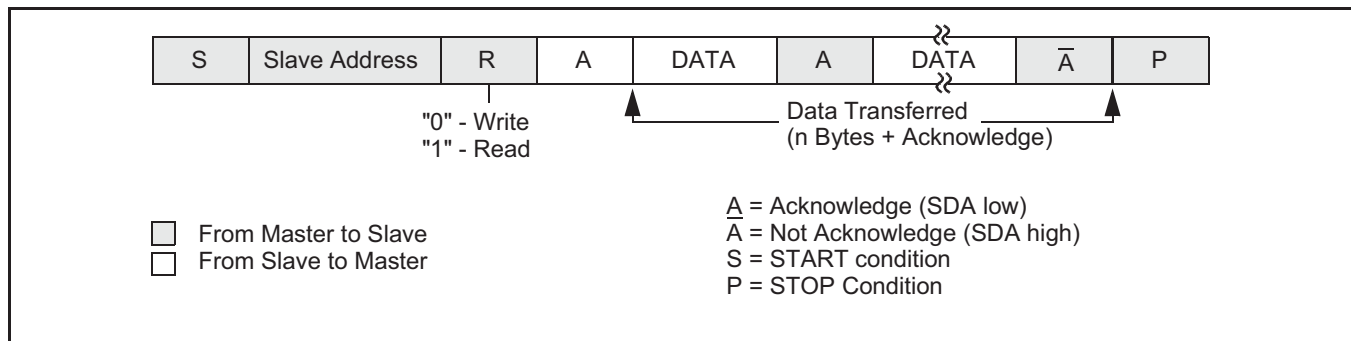 S Slave Address R A DATA A DATA A̅ P
"0" - Write
"1" - Read
Data Transferred
(n Bytes + Acknowledge)
From Master to Slave
From Slave to Master
A = Acknowledge (SDA low)
A̅ = Not Acknowledge (SDA high)
S = START condition
P = STOP Condition